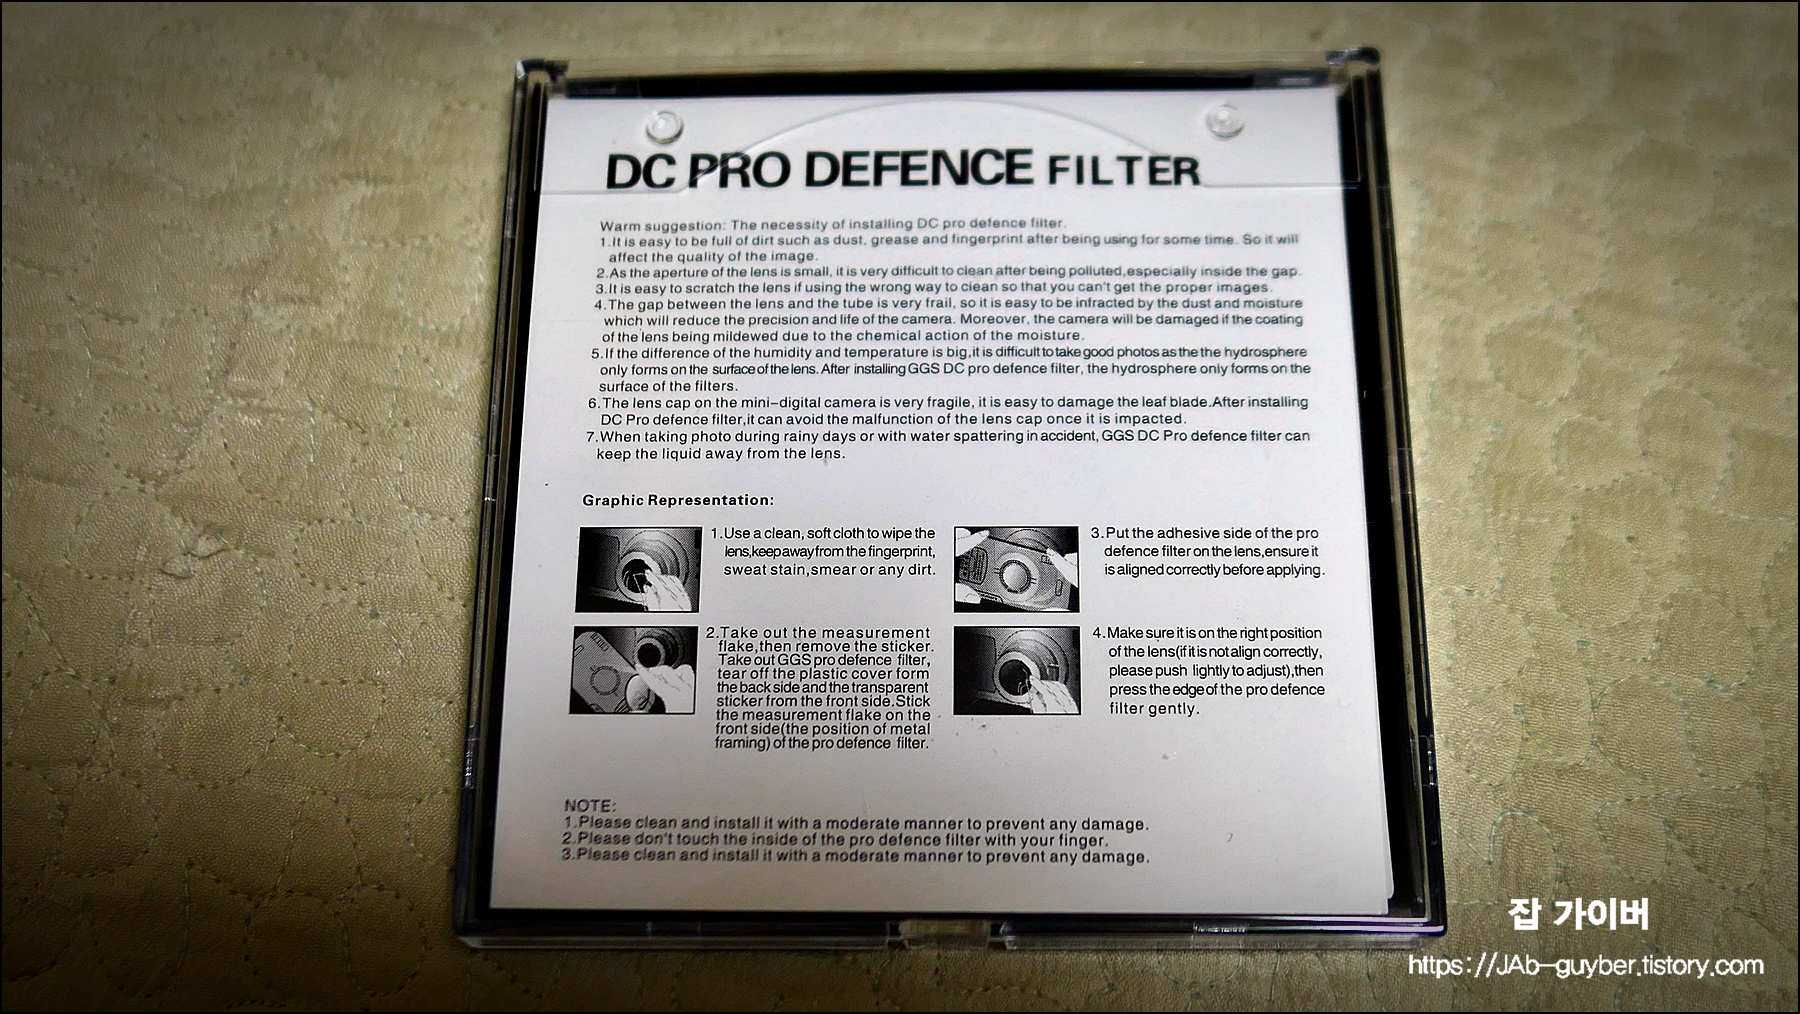 DC PRO DEFENCE FILTER
Warm suggestion: The necessity of installing DC pro defence filter.
1.It is easy to be full of dirt such as dust, grease and fingerprint after being using for some time. So it will
affect the quality of the image.
2.As the aperture of the lens is small, it is very difficult to clean after being polluted,especially inside the gap.
3.It is easy to scratch the lens if using the wrong way to clean so that you can't get the proper images.
4.The gap between the lens and the tube is very frail, so it is easy to be infracted by the dust and moisture
which will reduce the precision and life of the camera. Moreover, the camera will be damaged if the coating
of the lens being mildewed due to the chemical action of the moisture.
5.If the difference of the humidity and temperature is big,it is difficult to take good photos as the the hydrosphere
only forms on the surface of the lens. After installing GGS DC pro defence filter, the hydrosphere only forms on the
surface of the filters.
6.The lens cap on the mini-digital camera is very fragile, it is easy to damage the leaf blade.After installing
DC Pro defence filter,it can avoid the malfunction of the lens cap once it is impacted.
7.When taking photo during rainy days or with water spattering in accident, GGS DC Pro defence filter can
keep the liquid away from the lens.
Graphic Representation:
1.Use a clean, soft cloth to wipe the
lens,keep away from the fingerprint,
sweat stain,smear or any dirt.
2.Take out the measurement
flake,then remove the sticker.
Take out GGS pro defence filter,
tear off the plastic cover form
the back side and the transparent
sticker from the front side.Stick
the measurement flake on the
front side(the position of metal
framing) of the pro defence filter.
3.Put the adhesive side of the pro
defence filter on the lens,ensure it
is aligned correctly before applying.
4.Make sure it is on the right position
of the lens(if it is not align correctly,
please push lightly to adjust),then
press the edge of the pro defence
filter gently.
NOTE:
1.Please clean and install it with a moderate manner to prevent any damage.
2.Please don't touch the inside of the pro defence filter with your finger.
3.Please clean and install it with a moderate manner to prevent any damage.
잡 가이버
https://JAb-guyber.tistory.com